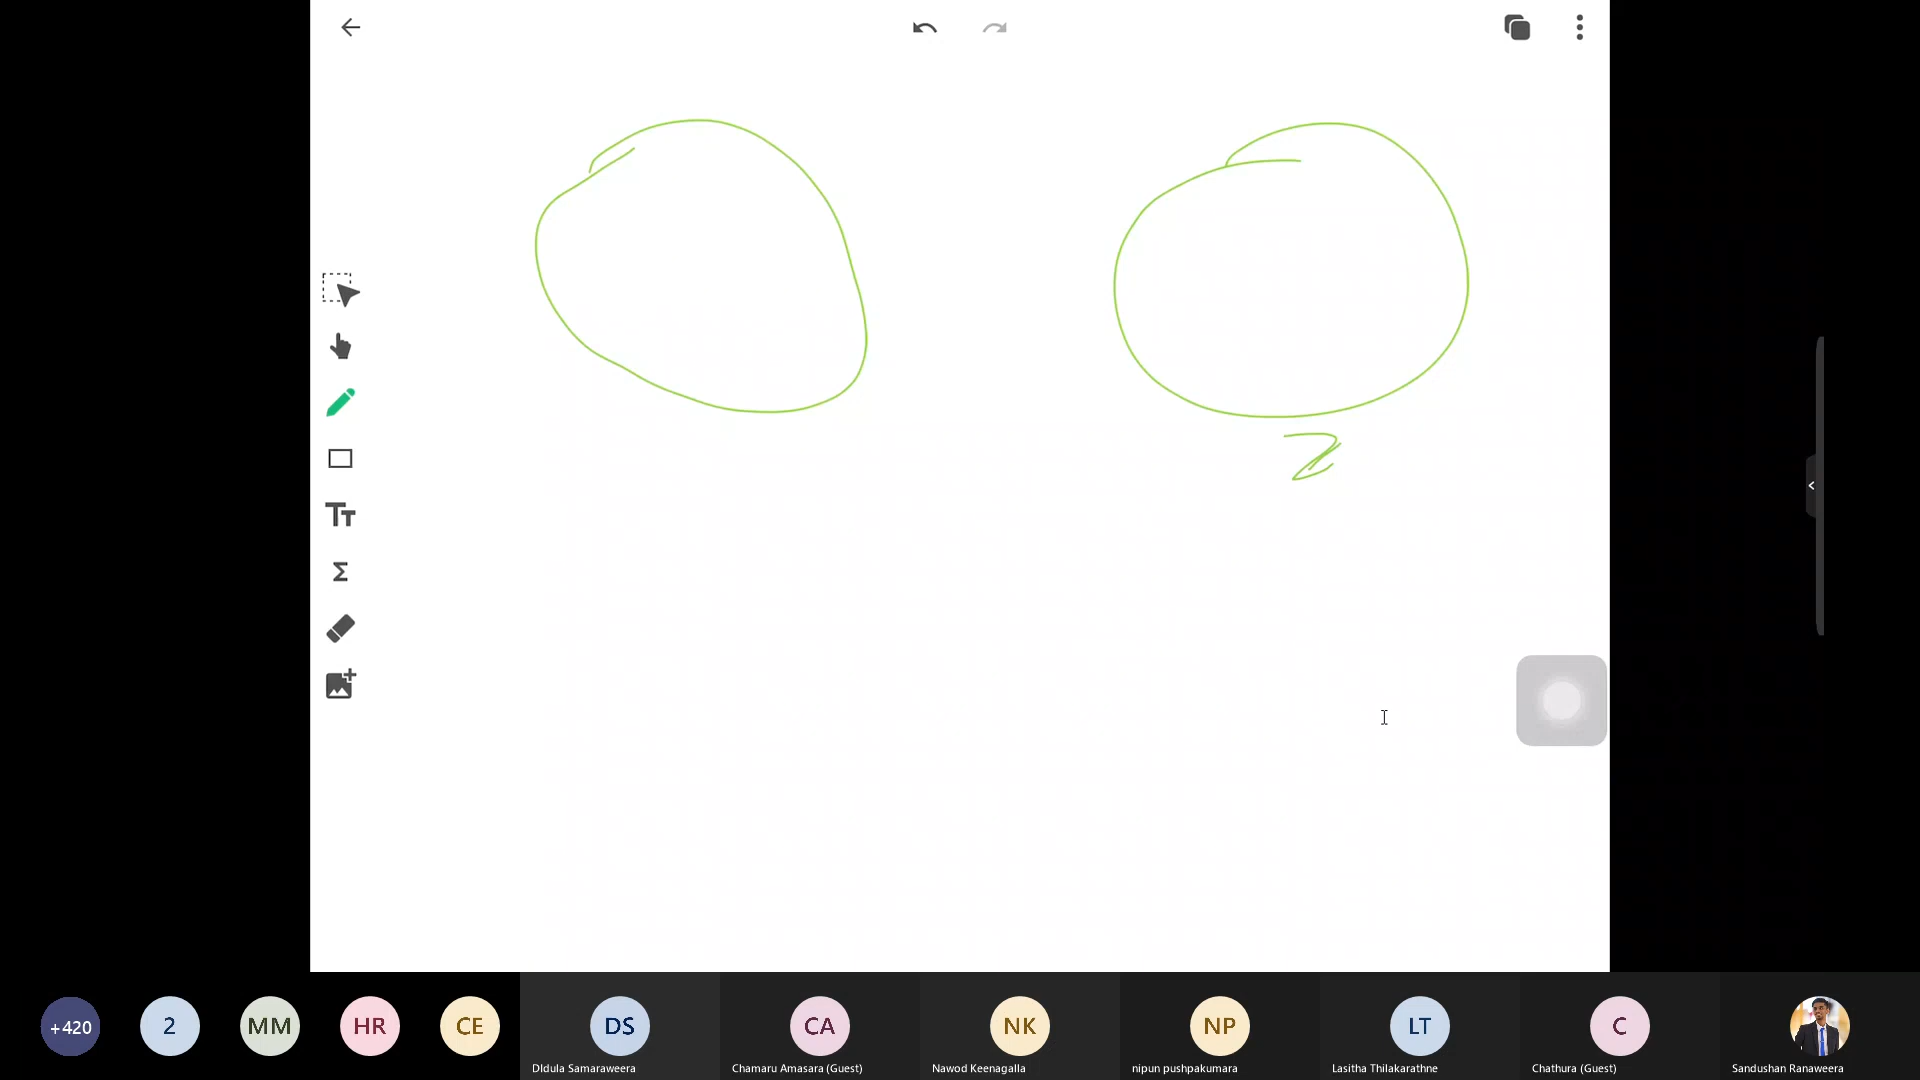 Z
TT
Σ
+420
2
MM
HR
CE
DS
CA
NK
NP
LT
C
DIdula Samaraweera
Chamaru Amasara (Guest)
Nawod Keenagalla
nipun pushpakumara
Lasitha Thilakarathne
Chathura (Guest)
Sandushan Ranaweera